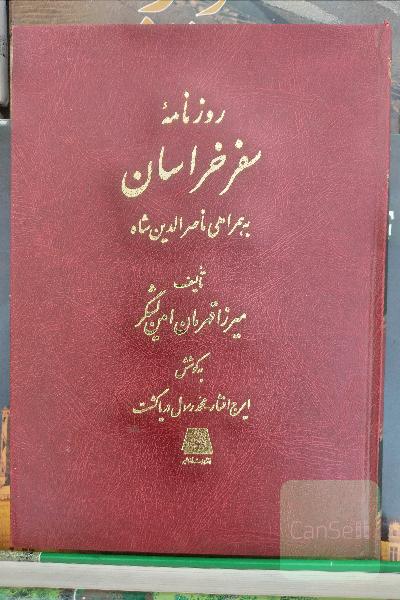 روزنامهٔ
سفر خراسان
به همراهی ناصرالدین شاه
تألیف
میرزا قهرمان امین لشکر
به کوشش
ایرج افشار - محمد رسول دریاگشت
CanSell